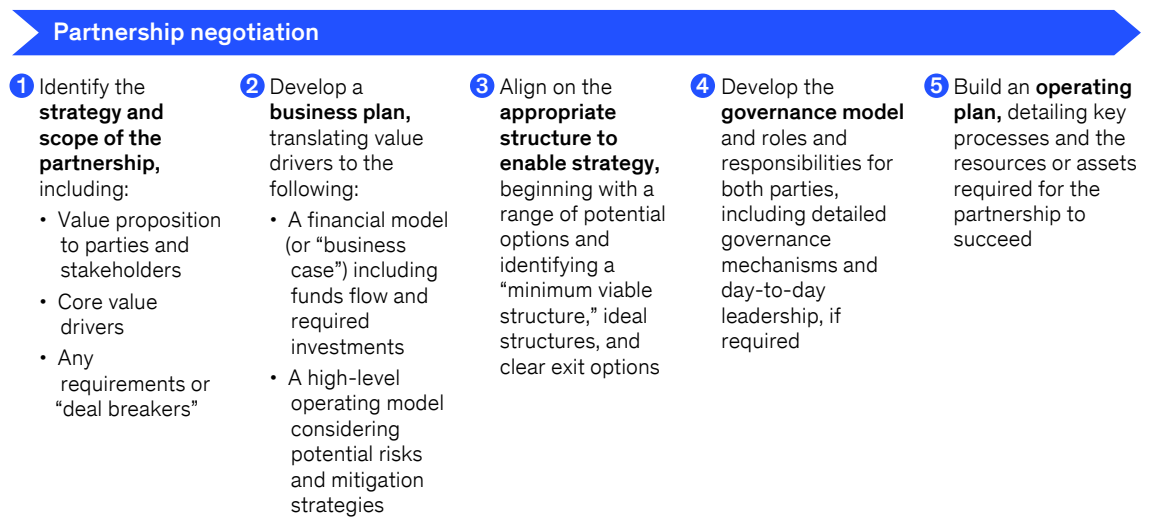 Partnership negotiation
1 Identify the
strategy and
scope of the
partnership,
including:
• Value proposition
to parties and
stakeholders
• Core value
drivers
• Any
requirements or
“deal breakers”
2 Develop a
business plan,
translating value
drivers to the
following:
• A financial model
(or “business
case”) including
funds flow and
required
investments
• A high-level
operating model
considering
potential risks
and mitigation
strategies
3 Align on the
appropriate
structure to
enable strategy,
beginning with a
range of potential
options and
identifying a
“minimum viable
structure,” ideal
structures, and
clear exit options
4 Develop the
governance model
and roles and
responsibilities for
both parties,
including detailed
governance
mechanisms and
day-to-day
leadership, if
required
5 Build an operating
plan, detailing key
processes and the
resources or assets
required for the
partnership to
succeed